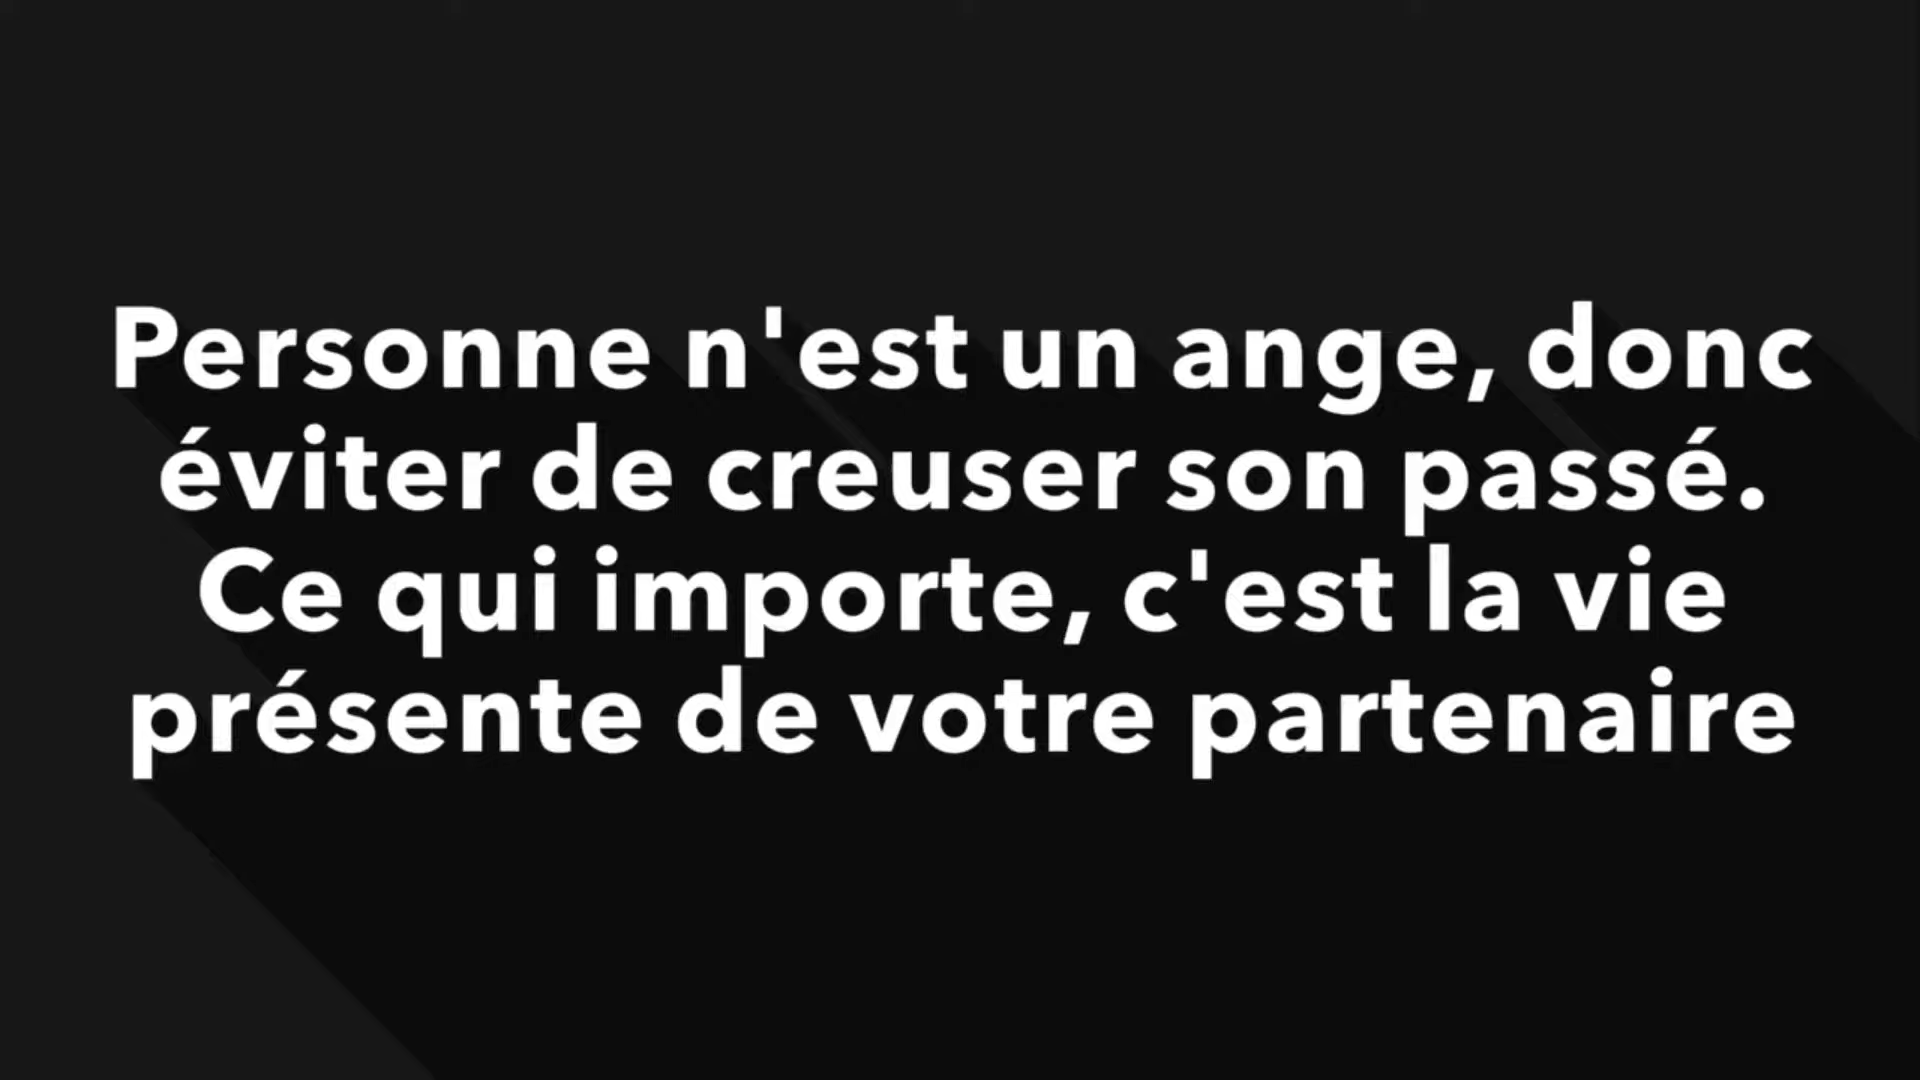 Personne n'est un ange, donc
éviter de creuser son passé.
Ce qui importe, c'est la vie
présente de votre partenaire